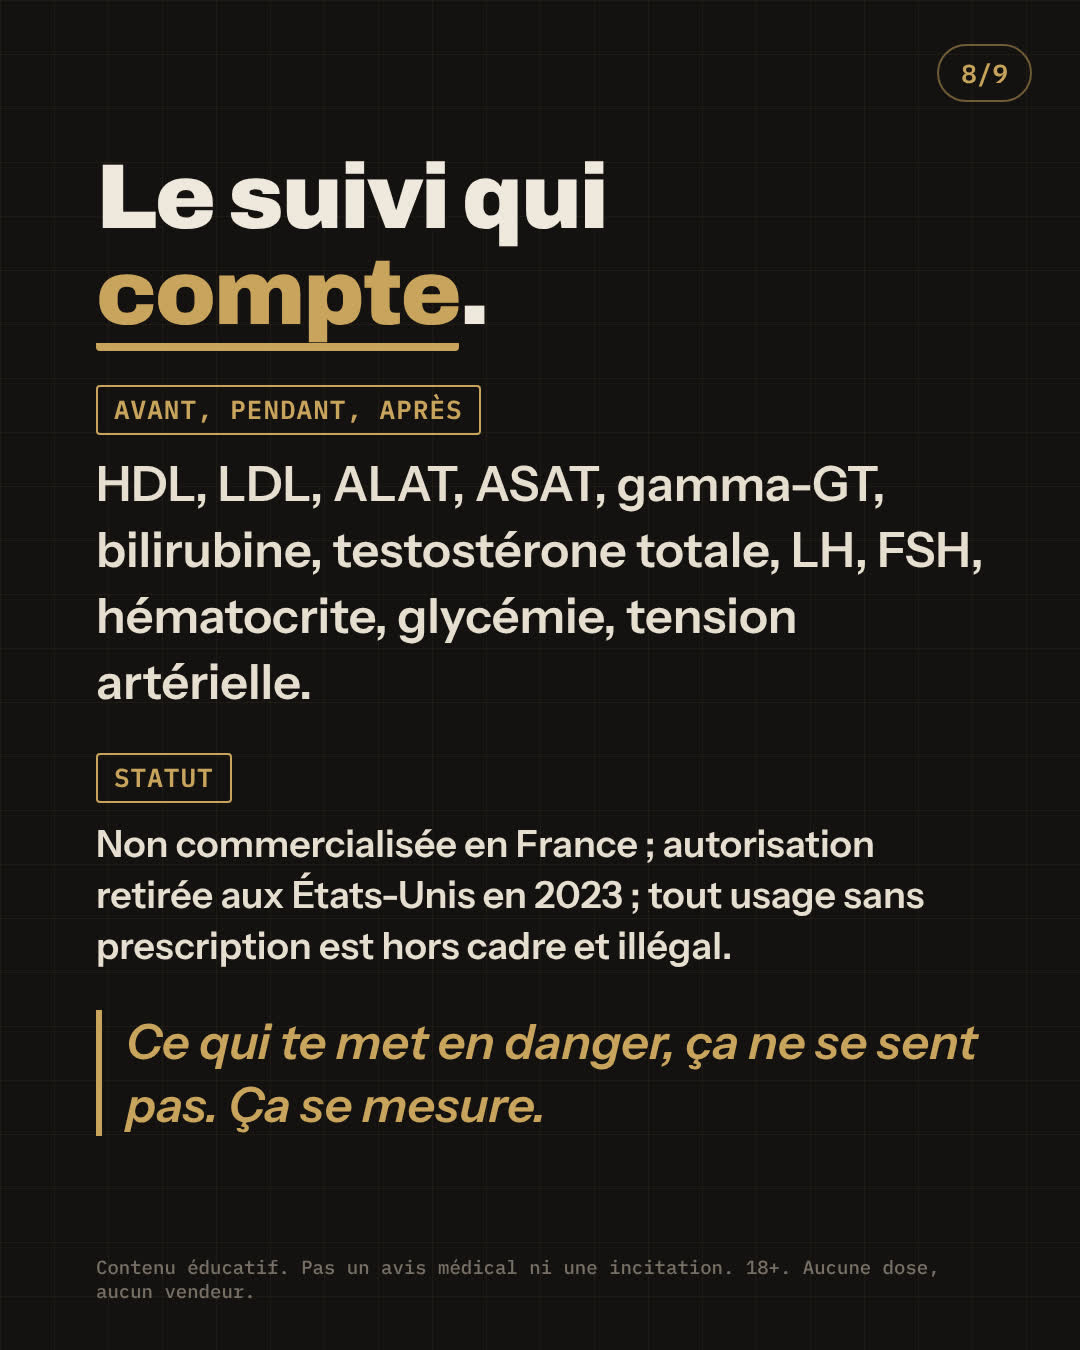 8/9
Le suivi qui
compte.
AVANT, PENDANT, APRÈS
HDL, LDL, ALAT, ASAT, gamma-GT,
bilirubine, testostérone totale, LH, FSH,
hématocrite, glycémie, tension
artérielle.
STATUT
Non commercialisée en France ; autorisation
retirée aux États-Unis en 2023 ; tout usage sans
prescription est hors cadre et illégal.
Ce qui te met en danger, ça ne se sent
pas. Ça se mesure.
Contenu éducatif. Pas un avis médical ni une incitation. 18+. Aucune dose,
aucun vendeur.